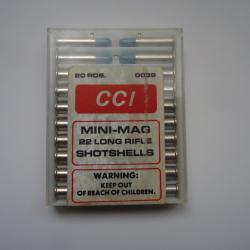 20 RDS. 0039
CCI
MINI-MAG
22 LONG RIFLE
SHOTSHELLS
WARNING:
KEEP OUT
OF REACH OF CHILDREN.